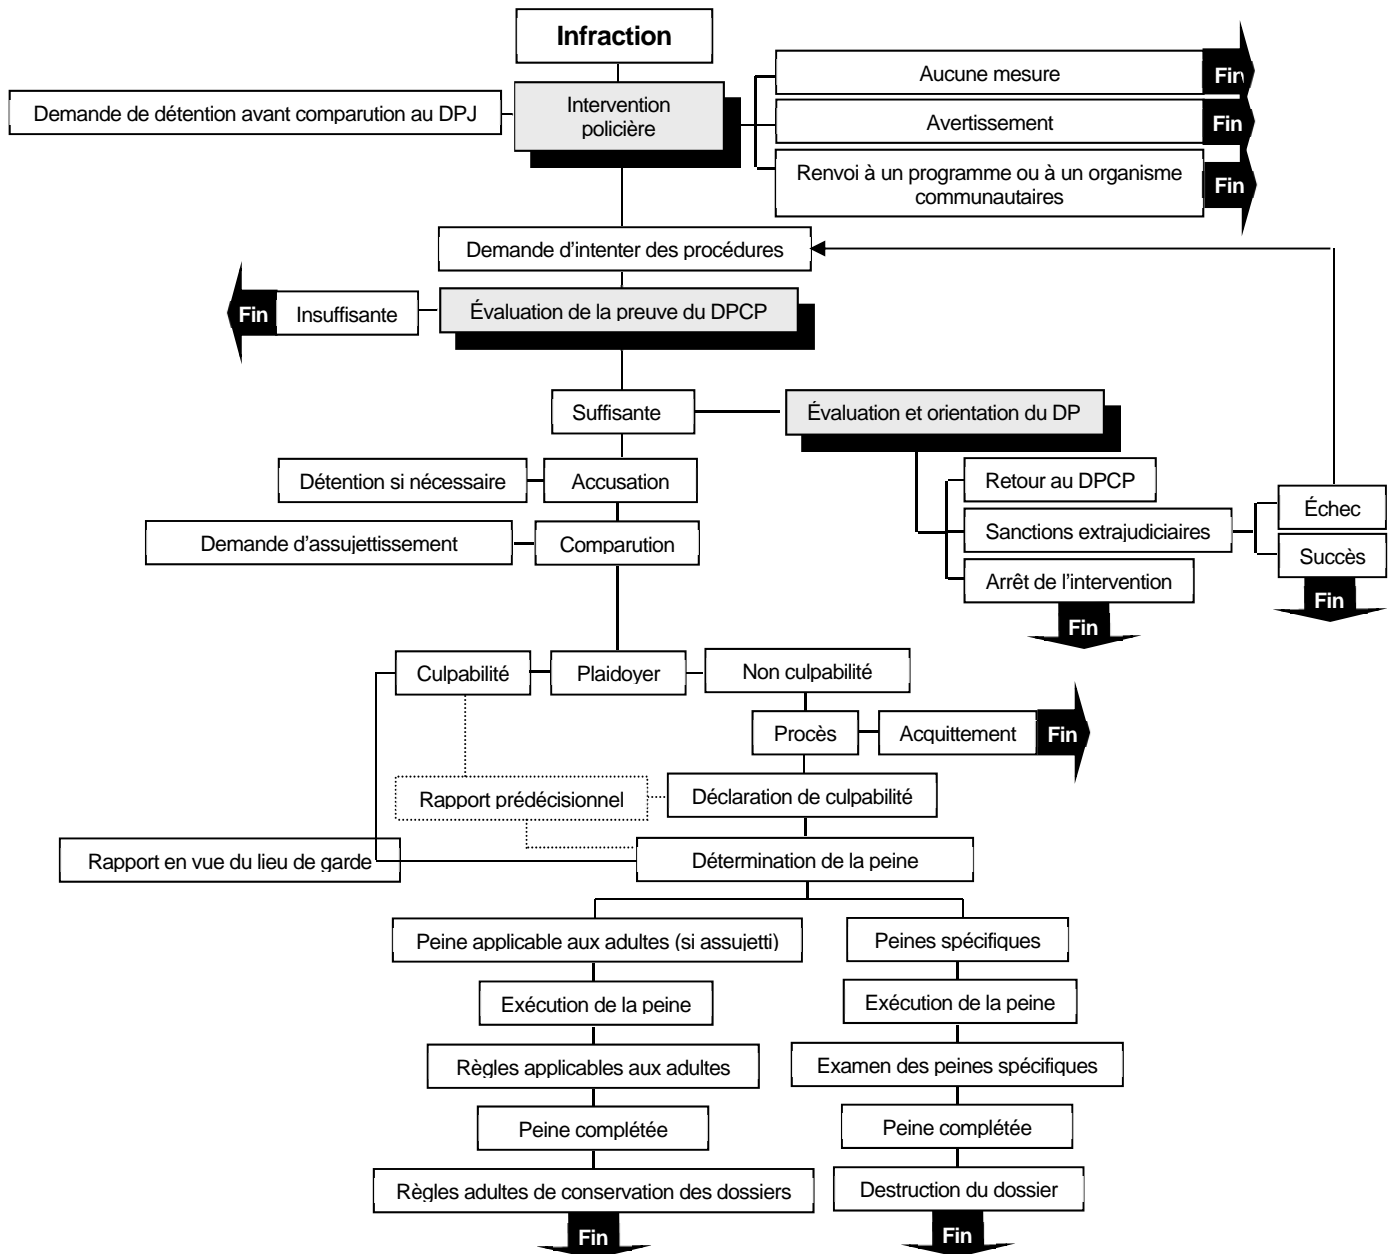 Infraction
Aucune mesure
Fin
Demande de détention avant comparution au DPJ
Intervention
policière
Avertissement
Fin
Renvoi à un programme ou à un organisme
communautaires
Fin
Demande d'intenter des procédures
Fin
Insuffisante
Évaluation de la preuve du DPCP
Suffisante
Évaluation et orientation du DP
Détention si nécessaire
Accusation
Retour au DPCP
Échec
Demande d'assujettissement
Comparution
Sanctions extrajudiciaires
Succès
Arrêt de l'intervention
Fin
Fin
Culpabilité
Plaidoyer
Non culpabilité
Procès
Acquittement
Fin
Rapport prédécisionnel
Déclaration de culpabilité
Rapport en vue du lieu de garde
Détermination de la peine
Peine applicable aux adultes (si assujetti)
Peines spécifiques
Exécution de la peine
Exécution de la peine
Règles applicables aux adultes
Examen des peines spécifiques
Peine complétée
Peine complétée
Règles adultes de conservation des dossiers
Destruction du dossier
Fin
Fin